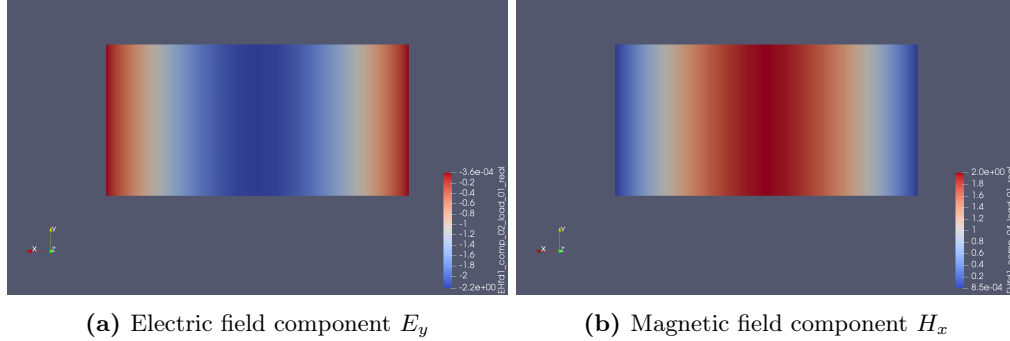 -3.6e-04
-0.2
-0.4
-0.6
-0.8
-1
-1.2
-1.4
-1.6
-1.8
-2
-2.2e+00
EHfd1_comp_02_load_01_real
Y
X
Z
2.0e+00
1.8
1.6
1.4
1.2
1.0
0.8
0.6
0.4
0.2
8.5e-04
EHfd1_comp_04_load_01_real
Y
X
Z
(a) Electric field component E_y
(b) Magnetic field component H_x